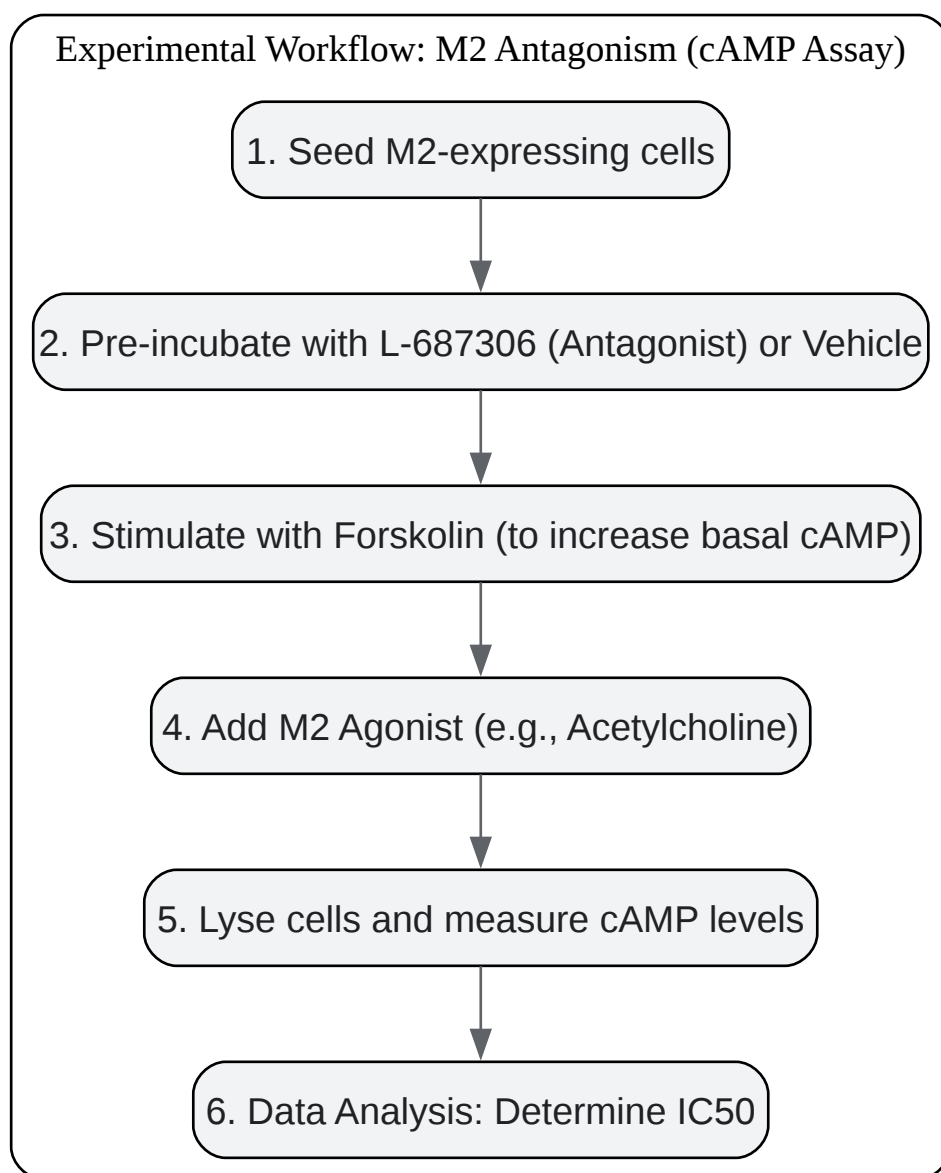 Experimental Workflow: M2 Antagonism (cAMP Assay)
1. Seed M2-expressing cells
2. Pre-incubate with L-687306 (Antagonist) or Vehicle
3. Stimulate with Forskolin (to increase basal cAMP)
4. Add M2 Agonist (e.g., Acetylcholine)
5. Lyse cells and measure cAMP levels
6. Data Analysis: Determine IC50